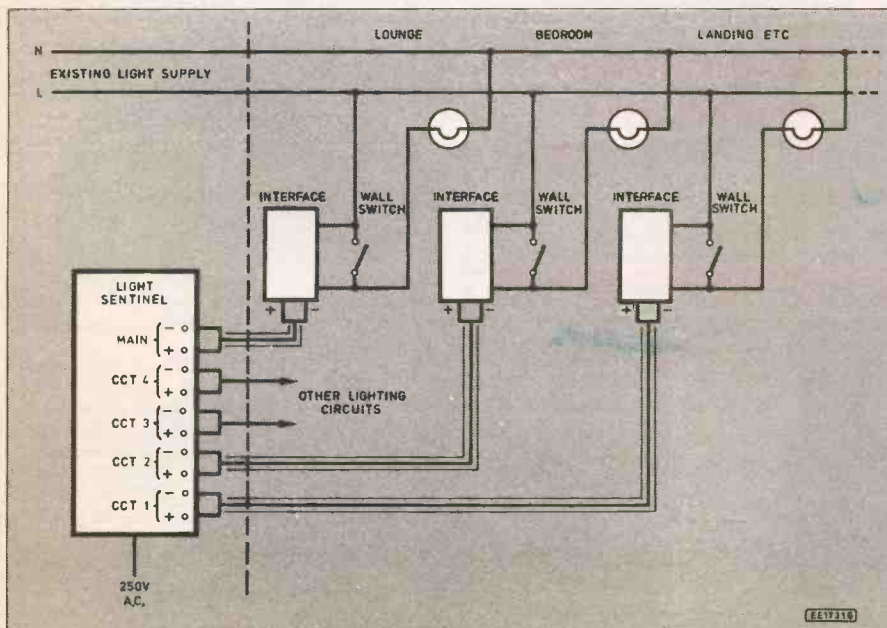 LOUNGE BEDROOM LANDING ETC
N
EXISTING LIGHT SUPPLY
L
INTERFACE WALL SWITCH INTERFACE WALL SWITCH INTERFACE WALL SWITCH
+ - + - + -
LIGHT
SENTINEL
MAIN - +
CCT 4 - +
OTHER LIGHTING
CIRCUITS
CCT 3 - +
CCT 2 - +
CCT 1 - +
250V
A.C.
EE1731G